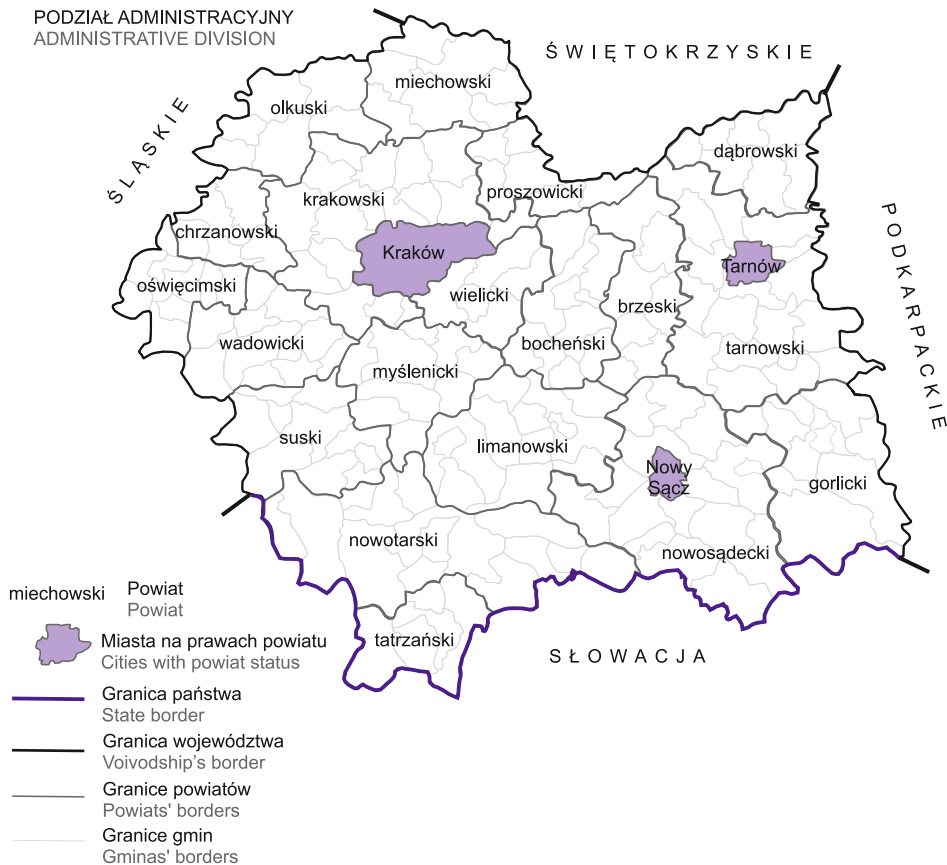 PODZIAŁ ADMINISTRACYJNY
ADMINISTRATIVE DIVISION
ŚWIĘTOKRZYSKIE
ŚLĄSKIE
PODKARPACKIE
miechowski
olkuski
dąbrowski
proszowicki
krakowski
chrzanowski
Kraków
Tarnów
oświęcimski
wielicki
brzeski
wadowicki
bocheński
tarnowski
myślenicki
suski
limanowski
Nowy
Sącz
gorlicki
nowotarski
nowosądecki
tatrzański
SŁOWACJA
miechowski
Powiat
Powiat
Miasta na prawach powiatu
Cities with powiat status
Granica państwa
State border
Granica województwa
Voivodship's border
Granice powiatów
Powiats' borders
Granice gmin
Gminas' borders